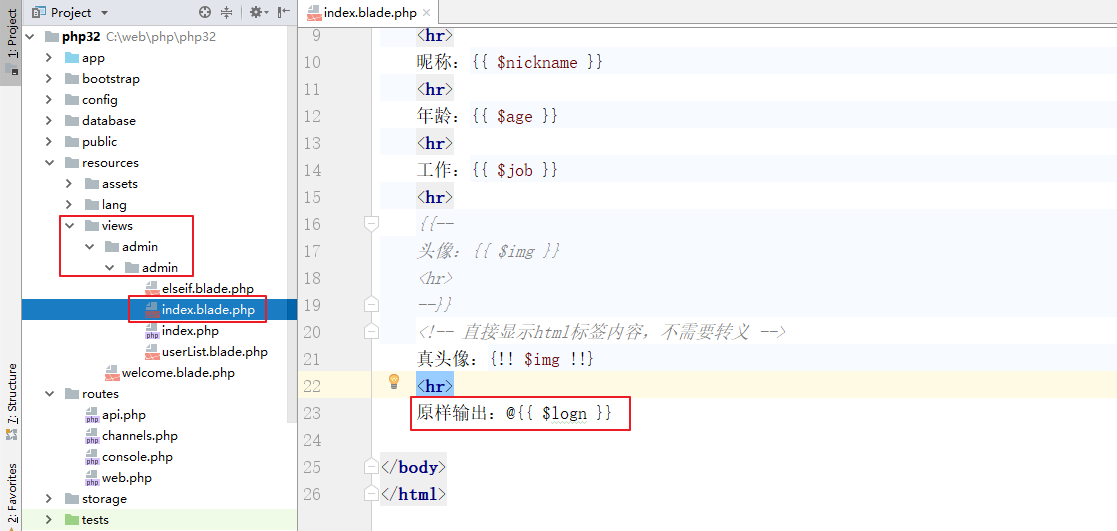 1: Project
7: Structure
2: Favorites
Project
php32 C:\web\php\php32
app
bootstrap
config
database
public
resources
assets
lang
views
admin
admin
elseif.blade.php
index.blade.php
index.php
userList.blade.php
welcome.blade.php
routes
api.php
channels.php
console.php
web.php
storage
tests
index.blade.php
9 <hr>
10 昵称：{{ $nickname }}
11 <hr>
12 年龄：{{ $age }}
13 <hr>
14 工作：{{ $job }}
15 <hr>
16 {{--
17 头像：{{ $img }}
18 <hr>
19 --}}
20 <!-- 直接显示html标签内容，不需要转义 -->
21 真头像：{!! $img !!}
22 <hr>
23 原样输出：@{{ $logn }}
24
25 </body>
26 </html>